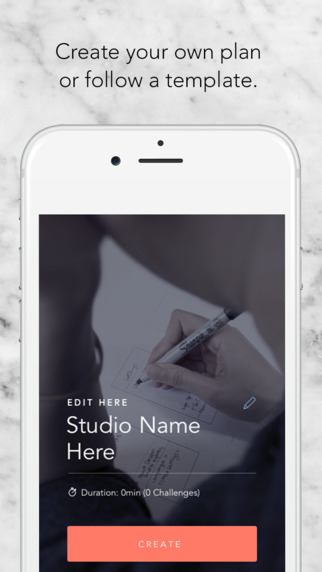 Create your own plan
or follow a template.
EDIT HERE
Studio Name
Here
Duration: 0min (0 Challenges)
CREATE